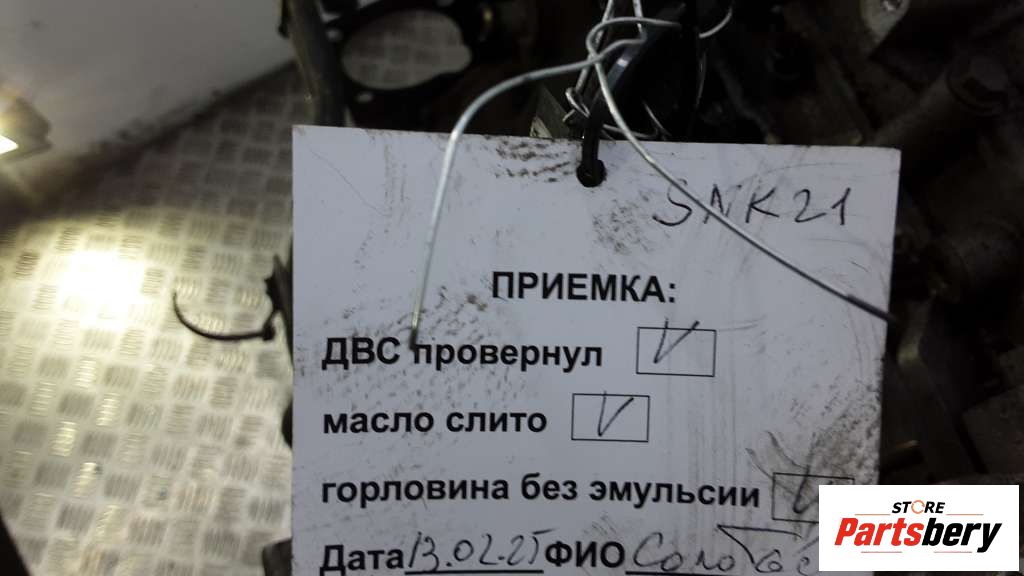 SNK21
ПРИЕМКА:
ДВС провернул V
масло слито V
горловина без эмульсии V
Дата 13.02.25 ФИО
STORE
Partsbery